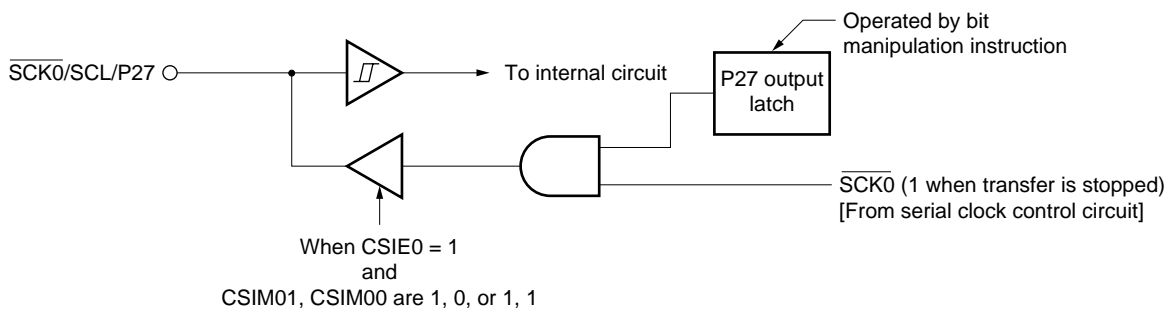 Operated by bit
manipulation instruction
SCK0/SCL/P27
To internal circuit
P27 output
latch
SCK0 (1 when transfer is stopped)
[From serial clock control circuit]
When CSIE0 = 1
and
CSIM01, CSIM00 are 1, 0, or 1, 1